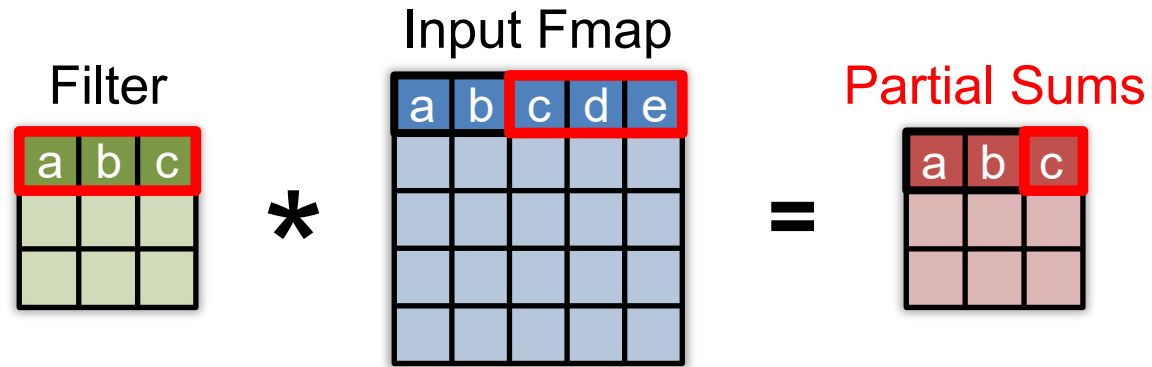 Input Fmap
Filter
Partial Sums
a b c
*
a b c d e
=
a b c